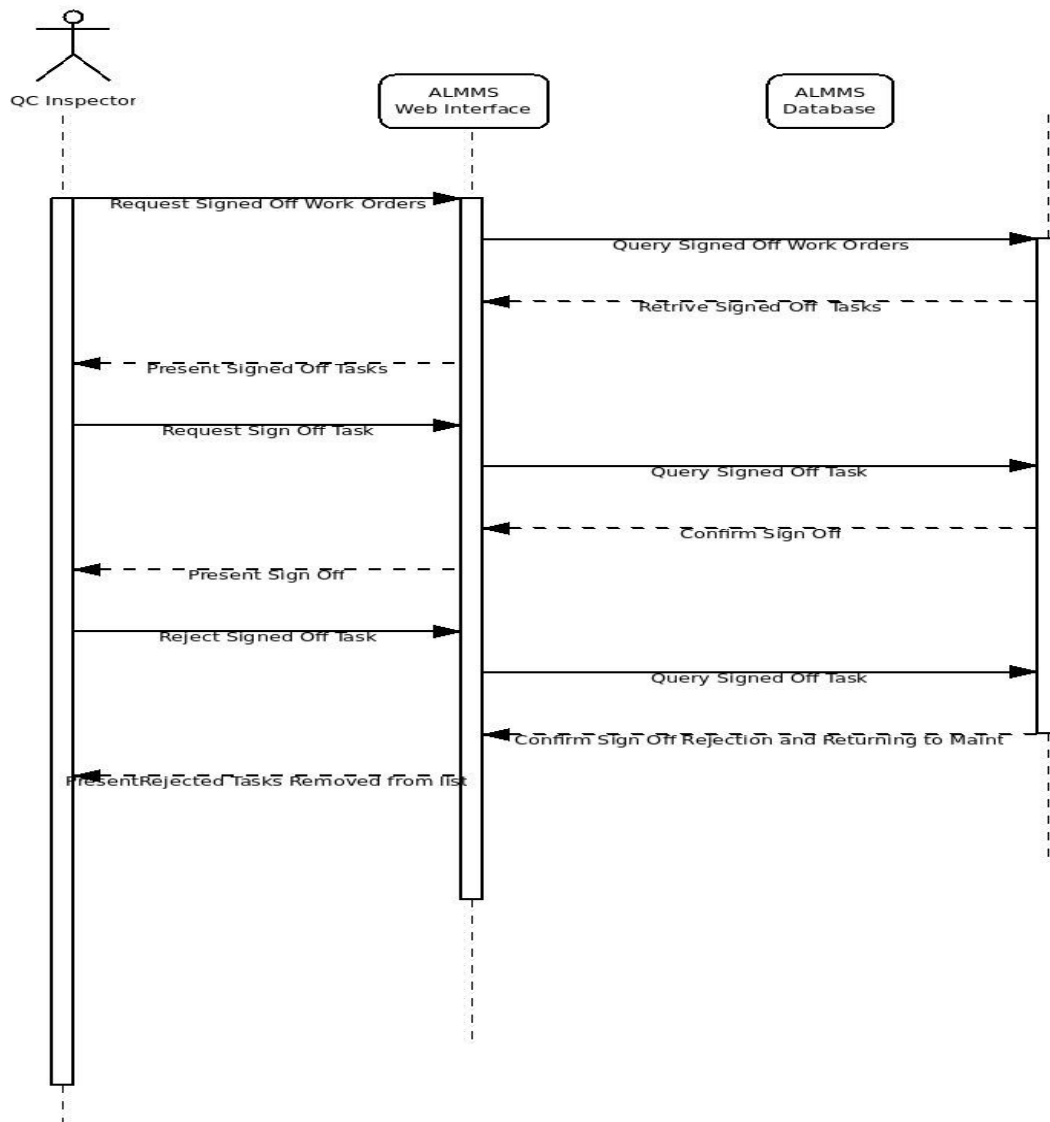 QC Inspector
ALMMS
Web Interface
ALMMS
Database
Request Signed Off Work Orders
Query Signed Off Work Orders
Retrive Signed Off Tasks
Present Signed Off Tasks
Request Sign Off Task
Query Signed Off Task
Confirm Sign Off
Present Sign Off
Reject Signed Off Task
Query Signed Off Task
Confirm Sign Off Rejection and Returning to Maint
PresentRejected Tasks Removed from list